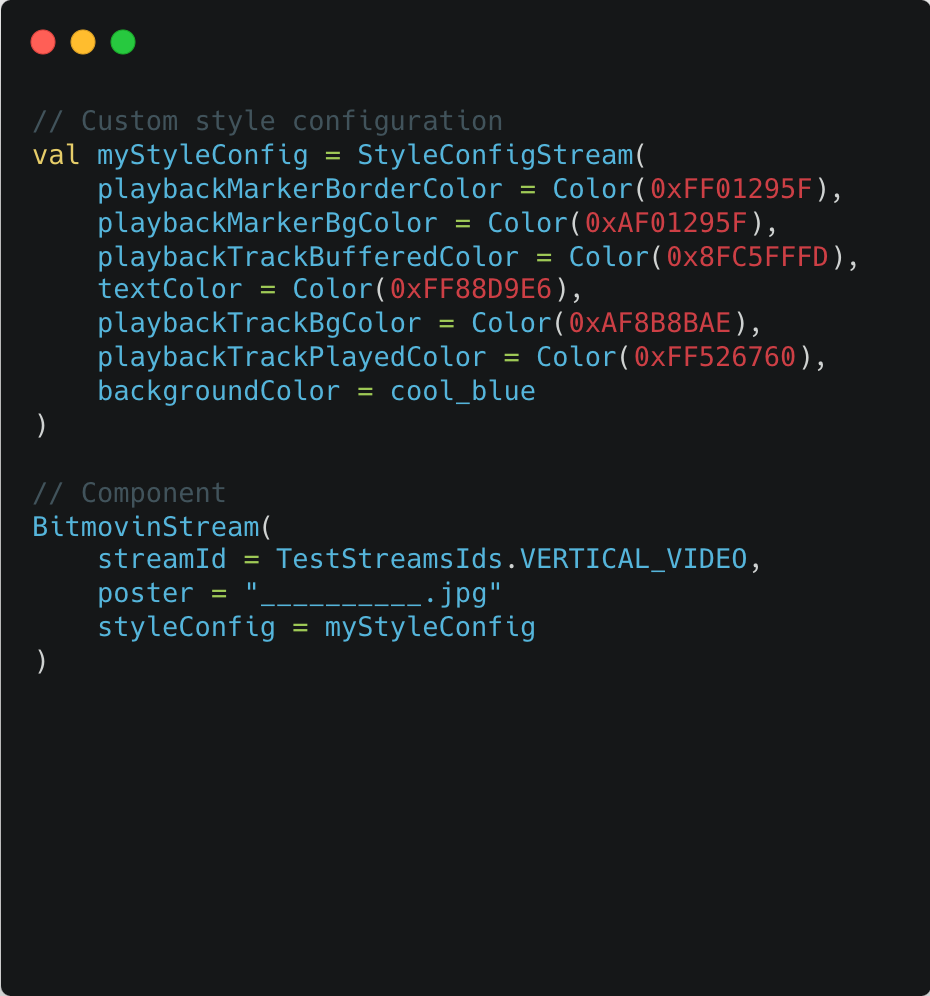 // Custom style configuration
val myStyleConfig = StyleConfigStream(
    playbackMarkerBorderColor = Color(0xFF01295F),
    playbackMarkerBgColor = Color(0xAF01295F),
    playbackTrackBufferedColor = Color(0x8FC5FFFD),
    textColor = Color(0xFF88D9E6),
    playbackTrackBgColor = Color(0xAF8B8BAE),
    playbackTrackPlayedColor = Color(0xFF526760),
    backgroundColor = cool_blue
)

// Component
BitmovinStream(
    streamId = TestStreamsIds.VERTICAL_VIDEO,
    poster = "__________.jpg"
    styleConfig = myStyleConfig
)